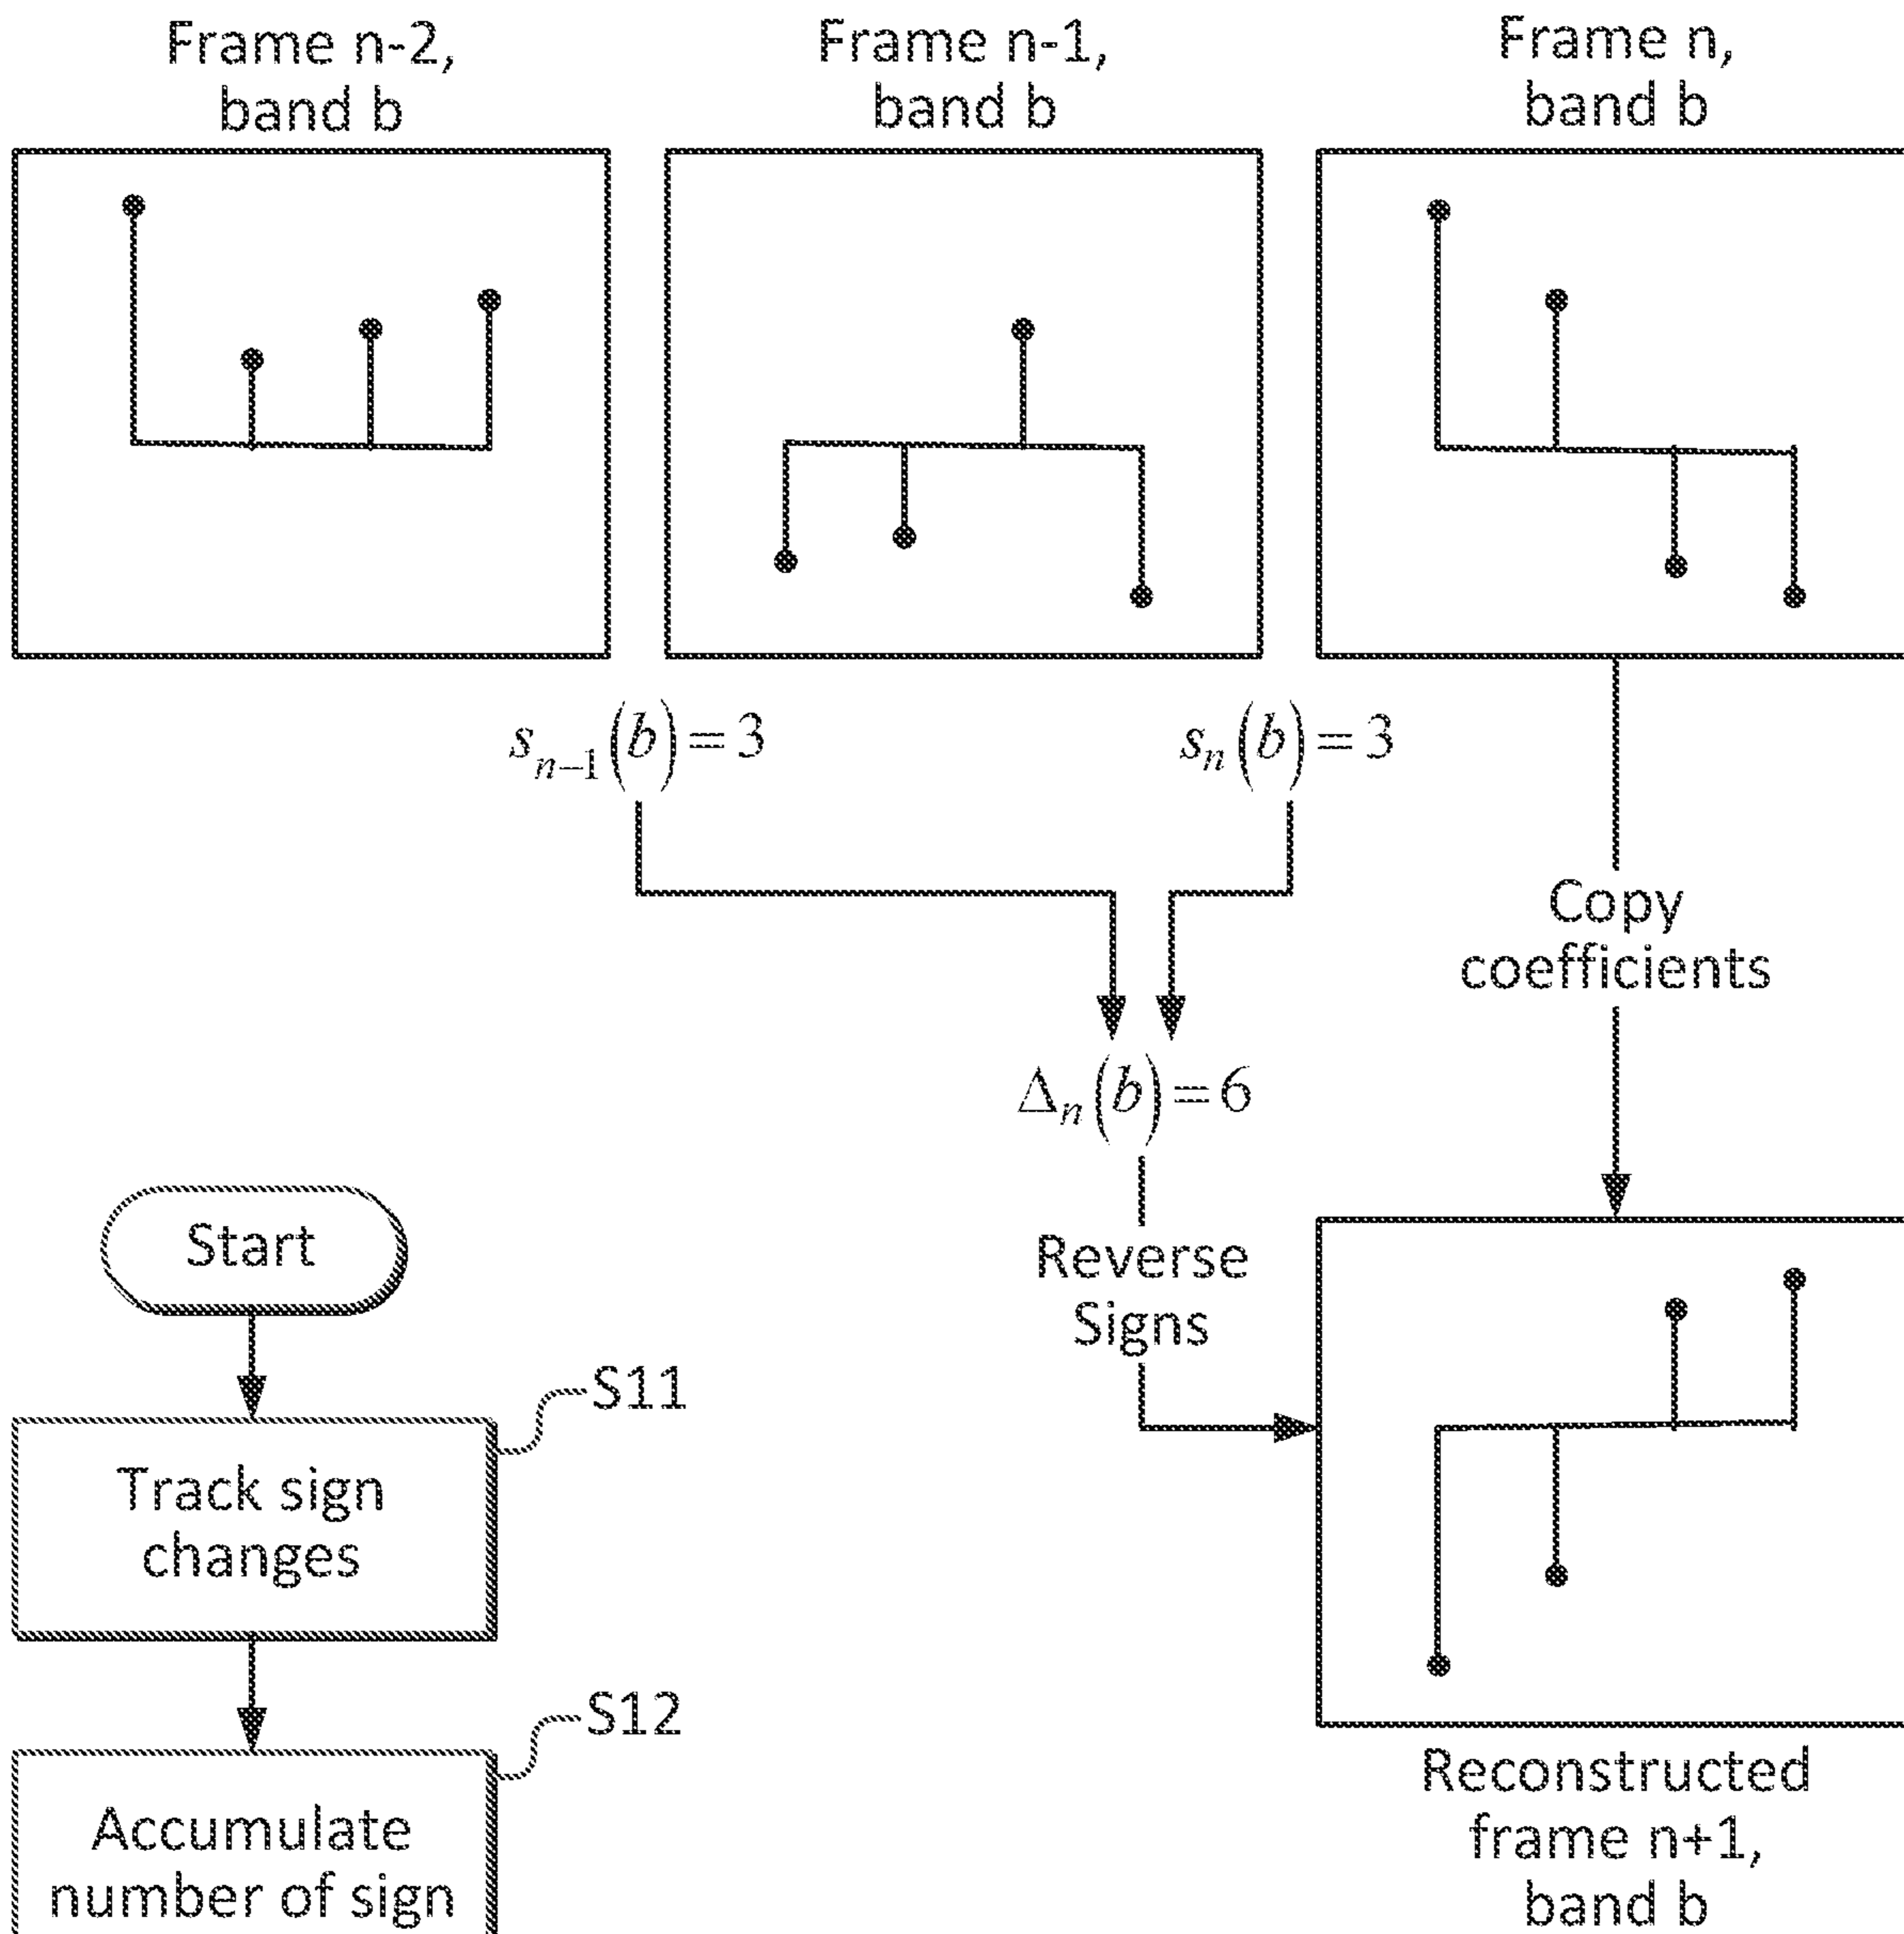 Frame n-2,
band b
Frame n-1,
band b
Frame n,
band b
s_{n-1}(b)=3
s_n(b)=3
Copy
coefficients
Δ_n(b)=6
Reverse
Signs
Start
S11
Track sign
changes
S12
Accumulate
number of sign
Reconstructed
frame n+1,
band b